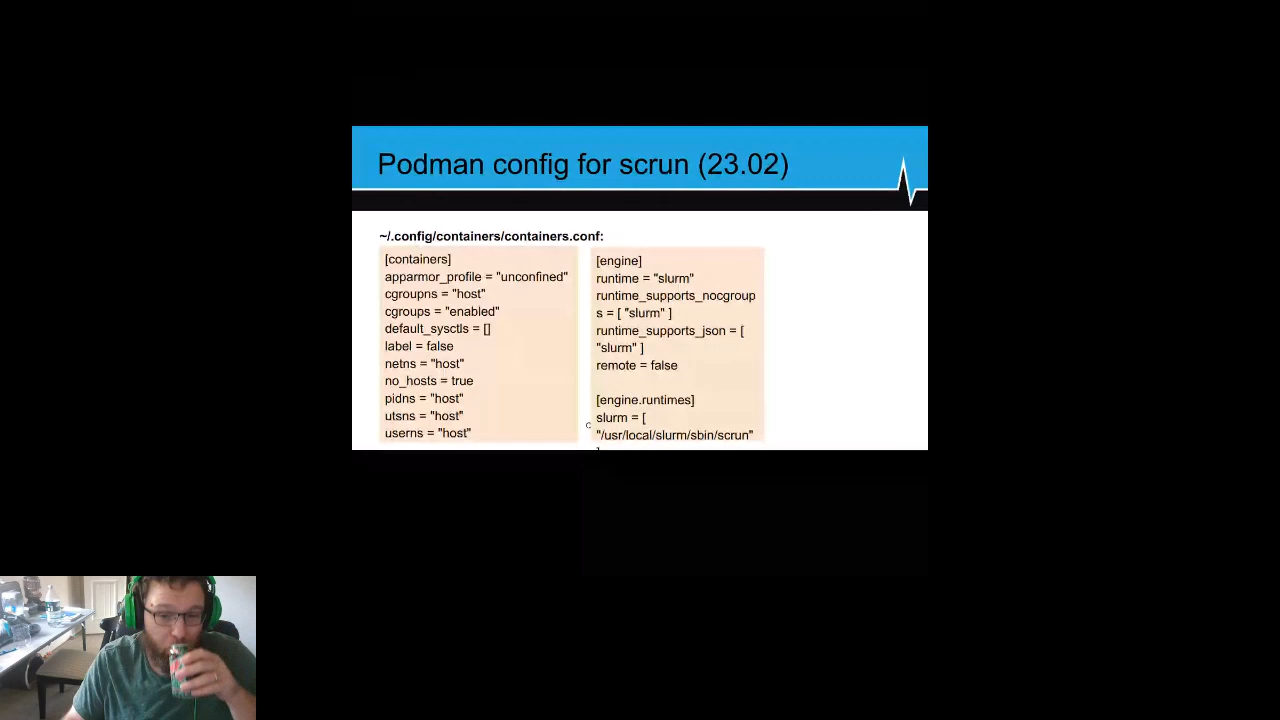 Podman config for scrun (23.02)
~/.config/containers/containers.conf:
[containers]
apparmor_profile = "unconfined"
cgroupns = "host"
cgroups = "enabled"
default_sysctls = []
label = false
netns = "host"
no_hosts = true
pidns = "host"
utsns = "host"
userns = "host"
[engine]
runtime = "slurm"
runtime_supports_nocgroup
s = [ "slurm" ]
runtime_supports_json = [
"slurm" ]
remote = false
[engine.runtimes]
slurm = [
"/usr/local/slurm/sbin/scrun"